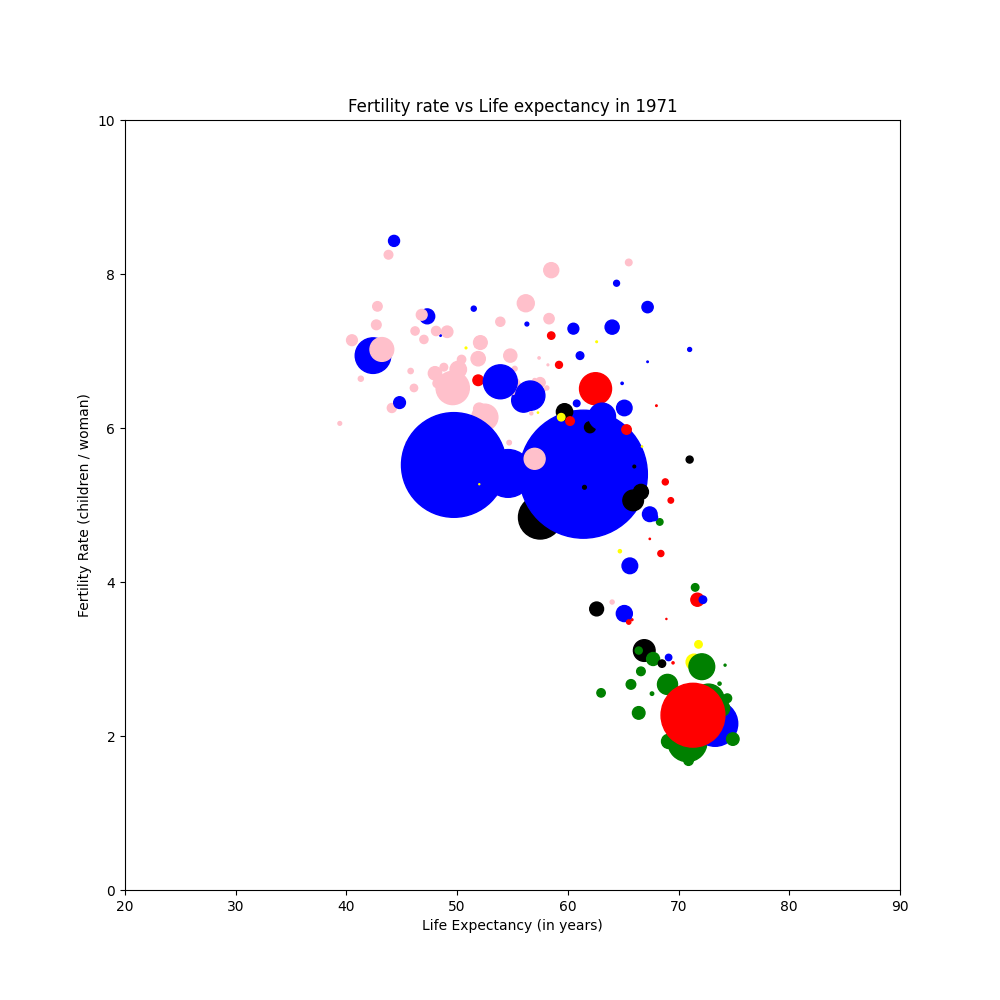 Fertility rate vs Life expectancy in 1971
10
8
6
4
2
0
Fertility Rate (children / woman)
20 30 40 50 60 70 80 90
Life Expectancy (in years)